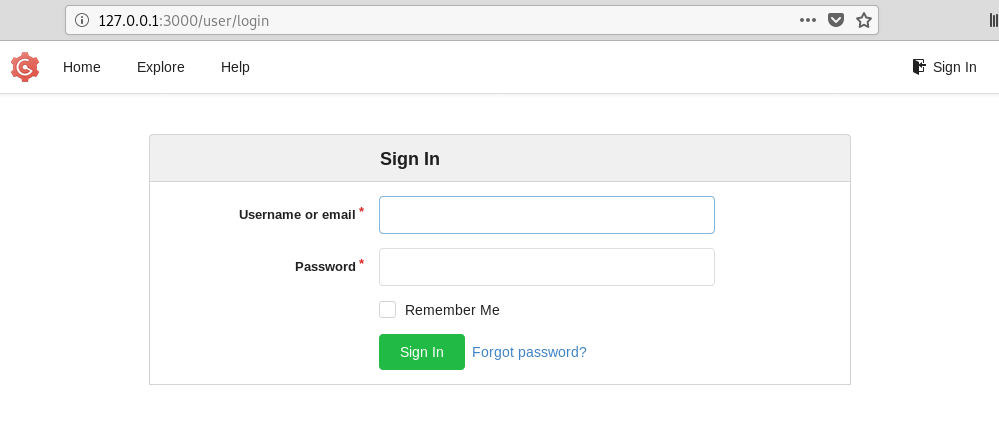 127.0.0.1:3000/user/login
Home Explore Help Sign In
Sign In
Username or email *
Password *
Remember Me
Sign In Forgot password?